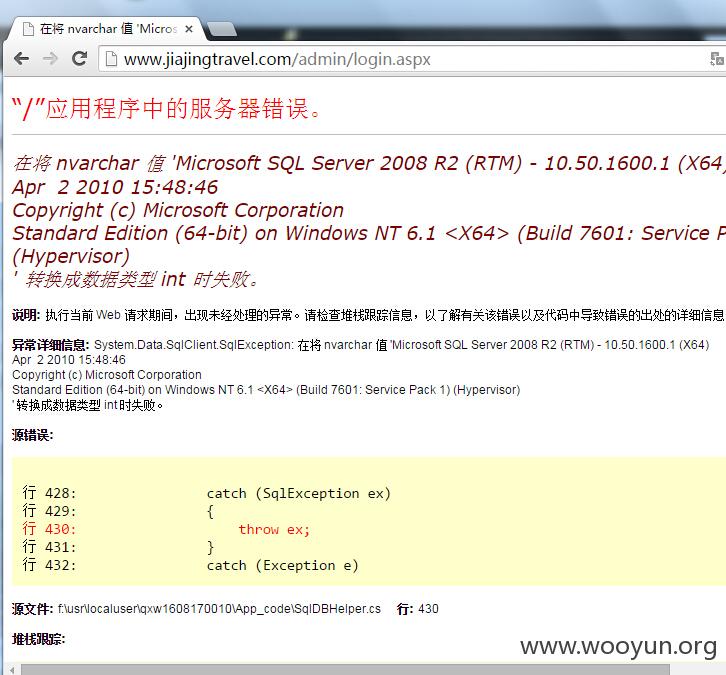 在将 nvarchar 值 'Micros
www.jiajingtravel.com/admin/login.aspx
“/”应用程序中的服务器错误。
在将 nvarchar 值 'Microsoft SQL Server 2008 R2 (RTM) - 10.50.1600.1 (X64)
Apr  2 2010 15:48:46
Copyright (c) Microsoft Corporation
Standard Edition (64-bit) on Windows NT 6.1 <X64> (Build 7601: Service P
(Hypervisor)
' 转换成数据类型 int 时失败。
说明: 执行当前 Web 请求期间，出现未经处理的异常。请检查堆栈跟踪信息，以了解有关该错误以及代码中导致错误的出处的详细信息
异常详细信息: System.Data.SqlClient.SqlException: 在将 nvarchar 值 'Microsoft SQL Server 2008 R2 (RTM) - 10.50.1600.1 (X64)
Apr 2 2010 15:48:46
Copyright (c) Microsoft Corporation
Standard Edition (64-bit) on Windows NT 6.1 <X64> (Build 7601: Service Pack 1) (Hypervisor)
' 转换成数据类型 int 时失败。
源错误:
行 428:                catch (SqlException ex)
行 429:                {
行 430:                    throw ex;
行 431:                }
行 432:                catch (Exception e)
源文件: f:\usr\localuser\qxw1608170010\App_code\SqlDBHelper.cs    行: 430
堆栈跟踪:
www.wooyun.org